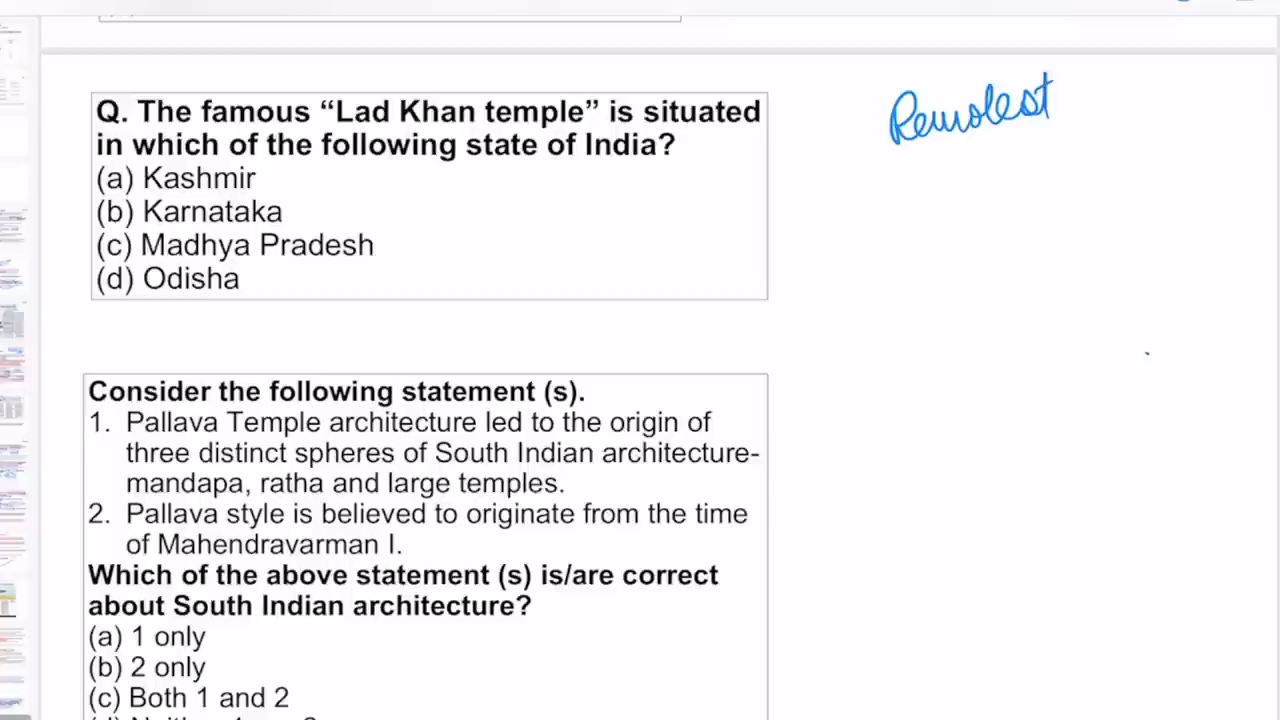 Q. The famous “Lad Khan temple” is situated
in which of the following state of India?
(a) Kashmir
(b) Karnataka
(c) Madhya Pradesh
(d) Odisha
Remolest
Consider the following statement (s).
1. Pallava Temple architecture led to the origin of
three distinct spheres of South Indian architecture-
mandapa, ratha and large temples.
2. Pallava style is believed to originate from the time
of Mahendravarman I.
Which of the above statement (s) is/are correct
about South Indian architecture?
(a) 1 only
(b) 2 only
(c) Both 1 and 2